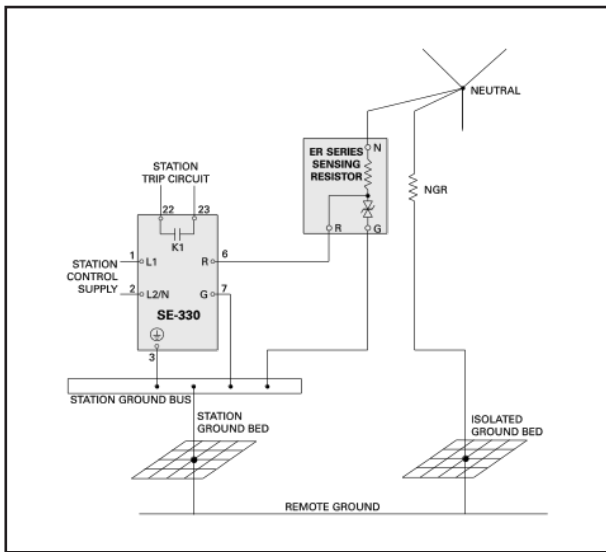 NEUTRAL
ER SERIES
SENSING
RESISTOR
N
NGR
R
G
STATION
TRIP CIRCUIT
22
23
K1
1
L1
R
6
STATION
CONTROL
SUPPLY
2
L2/N
G
7
SE-330
3
STATION GROUND BUS
STATION
GROUND BED
ISOLATED
GROUND BED
REMOTE GROUND